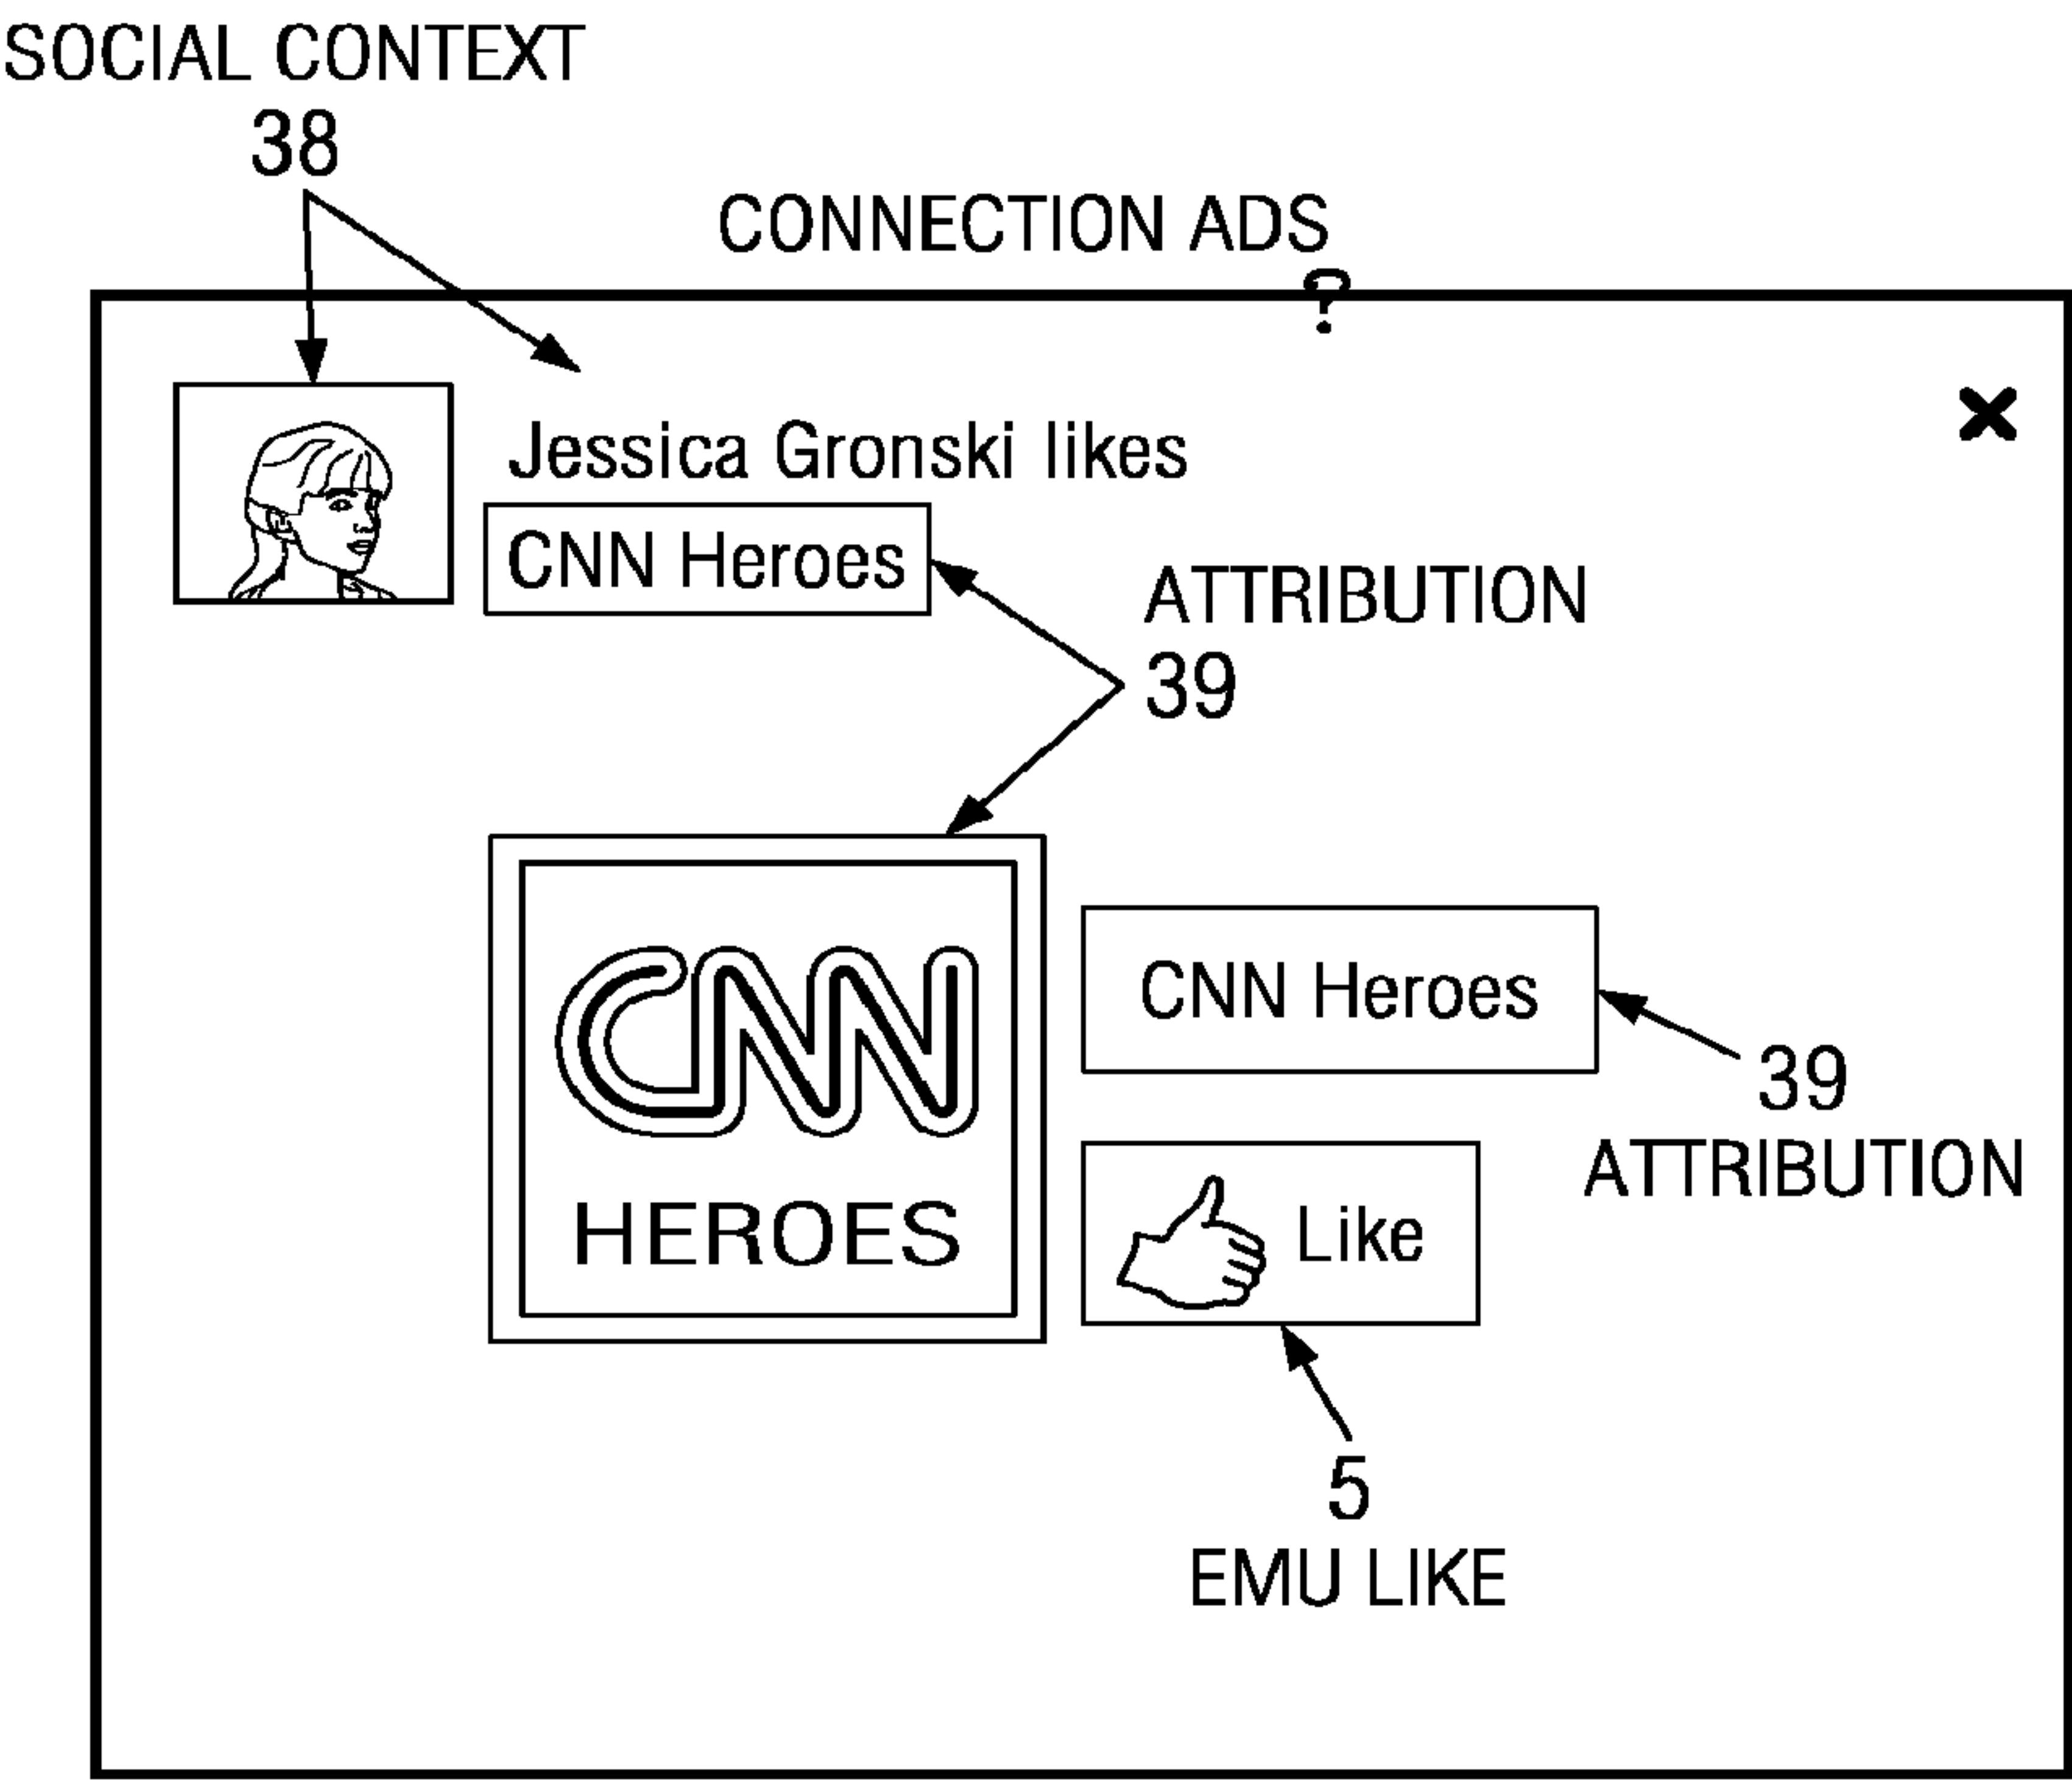 SOCIAL CONTEXT
38
CONNECTION ADS
?
Jessica Gronski likes
CNN Heroes
ATTRIBUTION
39
CNN
HEROES
CNN Heroes
39
ATTRIBUTION
Like
5
EMU LIKE